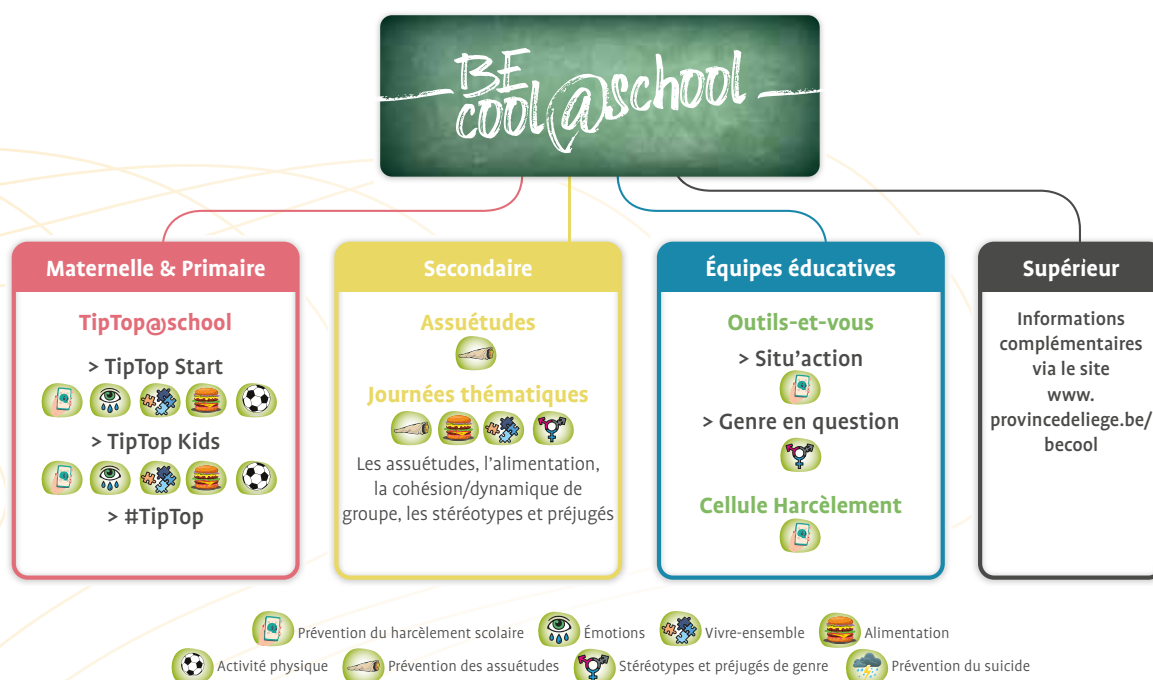 BE
COOL @school
Maternelle & Primaire
TipTop@school
> TipTop Start
> TipTop Kids
> #TipTop
Secondaire
Assuétudes
Journées thématiques
Les assuétudes, l'alimentation,
la cohésion/dynamique de
groupe, les stéréotypes et préjugés
Équipes éducatives
Outils-et-vous
> Situ'action
> Genre en question
Cellule Harcèlement
Supérieur
Informations
complémentaires
via le site
www.
provincedeliege.be/
becool
Prévention du harcèlement scolaire Émotions Vivre-ensemble Alimentation
Activité physique Prévention des assuétudes Stéréotypes et préjugés de genre Prévention du suicide